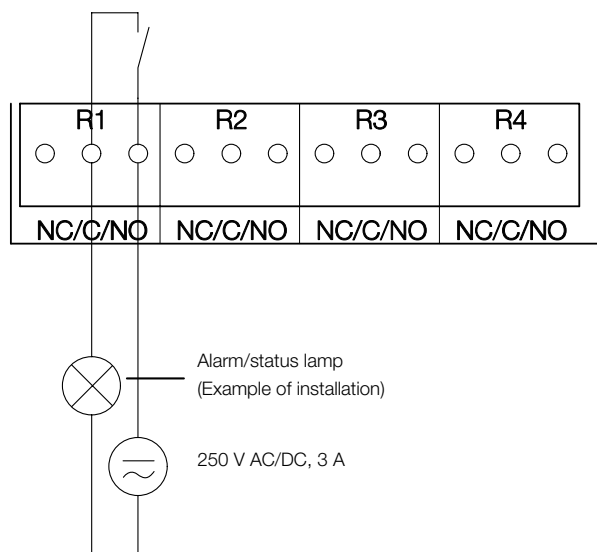 R1 R2 R3 R4
NC/C/NO NC/C/NO NC/C/NO NC/C/NO
Alarm/status lamp
(Example of installation)
250 V AC/DC, 3 A